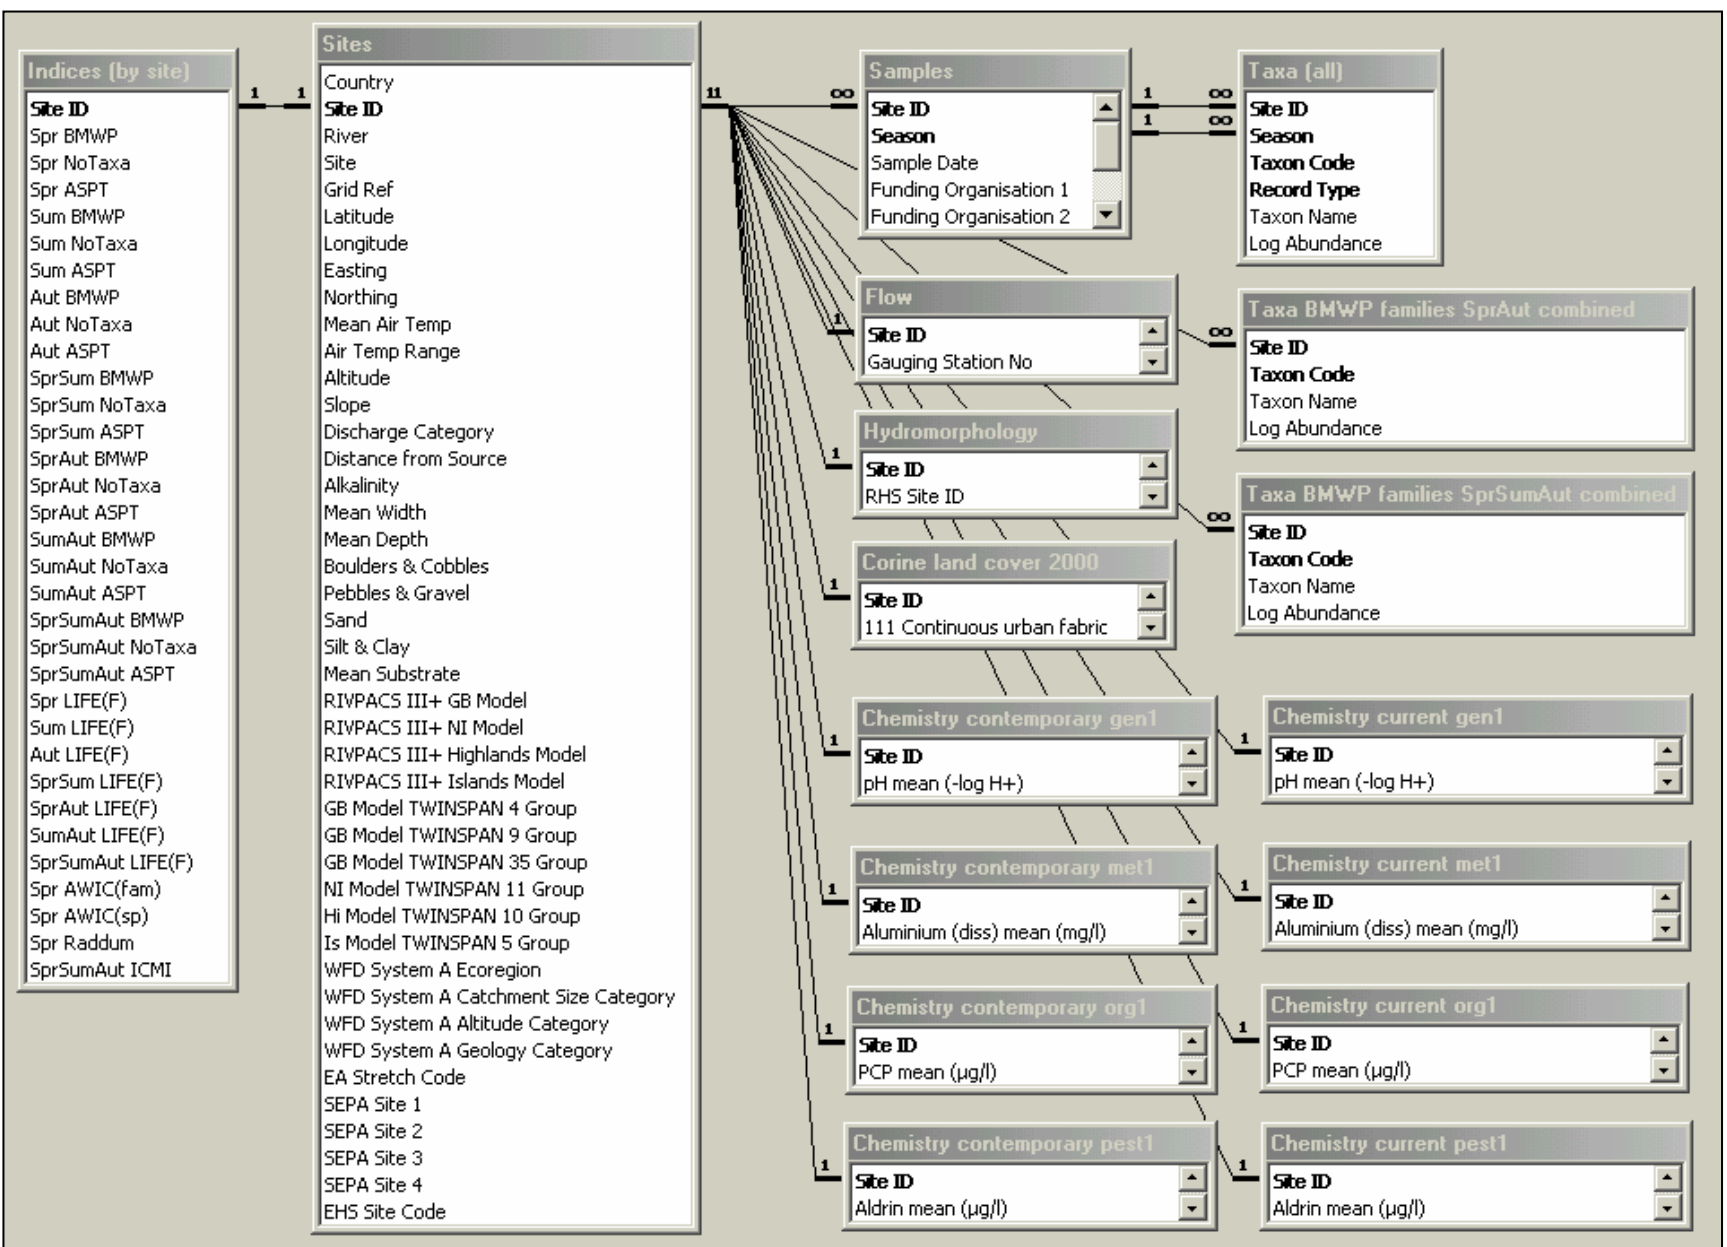 Indices (by site)
Site ID
Spr BMWP
Spr NoTaxa
Spr ASPT
Sum BMWP
Sum NoTaxa
Sum ASPT
Aut BMWP
Aut NoTaxa
Aut ASPT
SprSum BMWP
SprSum NoTaxa
SprSum ASPT
SprAut BMWP
SprAut NoTaxa
SprAut ASPT
SumAut BMWP
SumAut NoTaxa
SumAut ASPT
SprSumAut BMWP
SprSumAut NoTaxa
SprSumAut ASPT
Spr LIFE(F)
Sum LIFE(F)
Aut LIFE(F)
SprSum LIFE(F)
SprAut LIFE(F)
SumAut LIFE(F)
SprSumAut LIFE(F)
Spr AWIC(fam)
Spr AWIC(sp)
Spr Raddum
SprSumAut ICMI
1 1
Sites
Country
Site ID
River
Site
Grid Ref
Latitude
Longitude
Easting
Northing
Mean Air Temp
Air Temp Range
Altitude
Slope
Discharge Category
Distance from Source
Alkalinity
Mean Width
Mean Depth
Boulders & Cobbles
Pebbles & Gravel
Sand
Silt & Clay
Mean Substrate
RIVPACS III+ GB Model
RIVPACS III+ NI Model
RIVPACS III+ Highlands Model
RIVPACS III+ Islands Model
GB Model TWINSPAN 4 Group
GB Model TWINSPAN 9 Group
GB Model TWINSPAN 35 Group
NI Model TWINSPAN 11 Group
Hi Model TWINSPAN 10 Group
Is Model TWINSPAN 5 Group
WFD System A Ecoregion
WFD System A Catchment Size Category
WFD System A Altitude Category
WFD System A Geology Category
EA Stretch Code
SEPA Site 1
SEPA Site 2
SEPA Site 3
SEPA Site 4
EHS Site Code
11
∞
Samples
Site ID
Season
Sample Date
Funding Organisation 1
Funding Organisation 2
1 ∞
1 ∞
Taxa (all)
Site ID
Season
Taxon Code
Record Type
Taxon Name
Log Abundance
1
Flow
Site ID
Gauging Station No
∞
Taxa BMWP families SprAut combined
Site ID
Taxon Code
Taxon Name
Log Abundance
1
Hydromorphology
Site ID
RHS Site ID
∞
Taxa BMWP families SprSumAut combined
Site ID
Taxon Code
Taxon Name
Log Abundance
1
Corine land cover 2000
Site ID
111 Continuous urban fabric
1
Chemistry contemporary gen1
Site ID
pH mean (-log H+)
1
Chemistry current gen1
Site ID
pH mean (-log H+)
1
Chemistry contemporary met1
Site ID
Aluminium (diss) mean (mg/l)
1
Chemistry current met1
Site ID
Aluminium (diss) mean (mg/l)
1
Chemistry contemporary org1
Site ID
PCP mean (µg/l)
1
Chemistry current org1
Site ID
PCP mean (µg/l)
1
Chemistry contemporary pest1
Site ID
Aldrin mean (µg/l)
1
Chemistry current pest1
Site ID
Aldrin mean (µg/l)